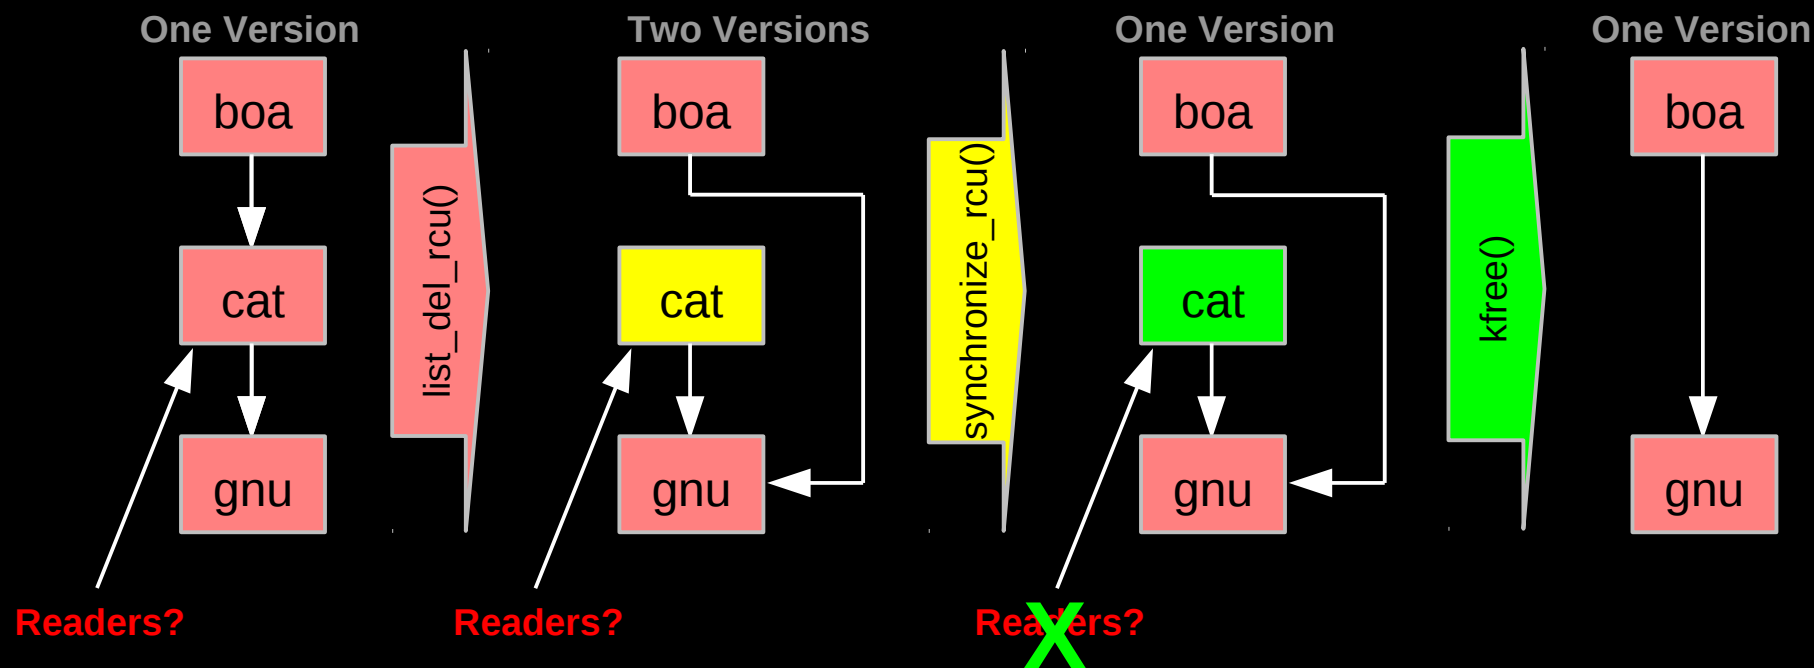 One Version
boa
cat
gnu
Readers?
list_del_rcu()
Two Versions
boa
cat
gnu
Readers?
synchronize_rcu()
One Version
boa
cat
gnu
Readers?
X
kfree()
One Version
boa
gnu